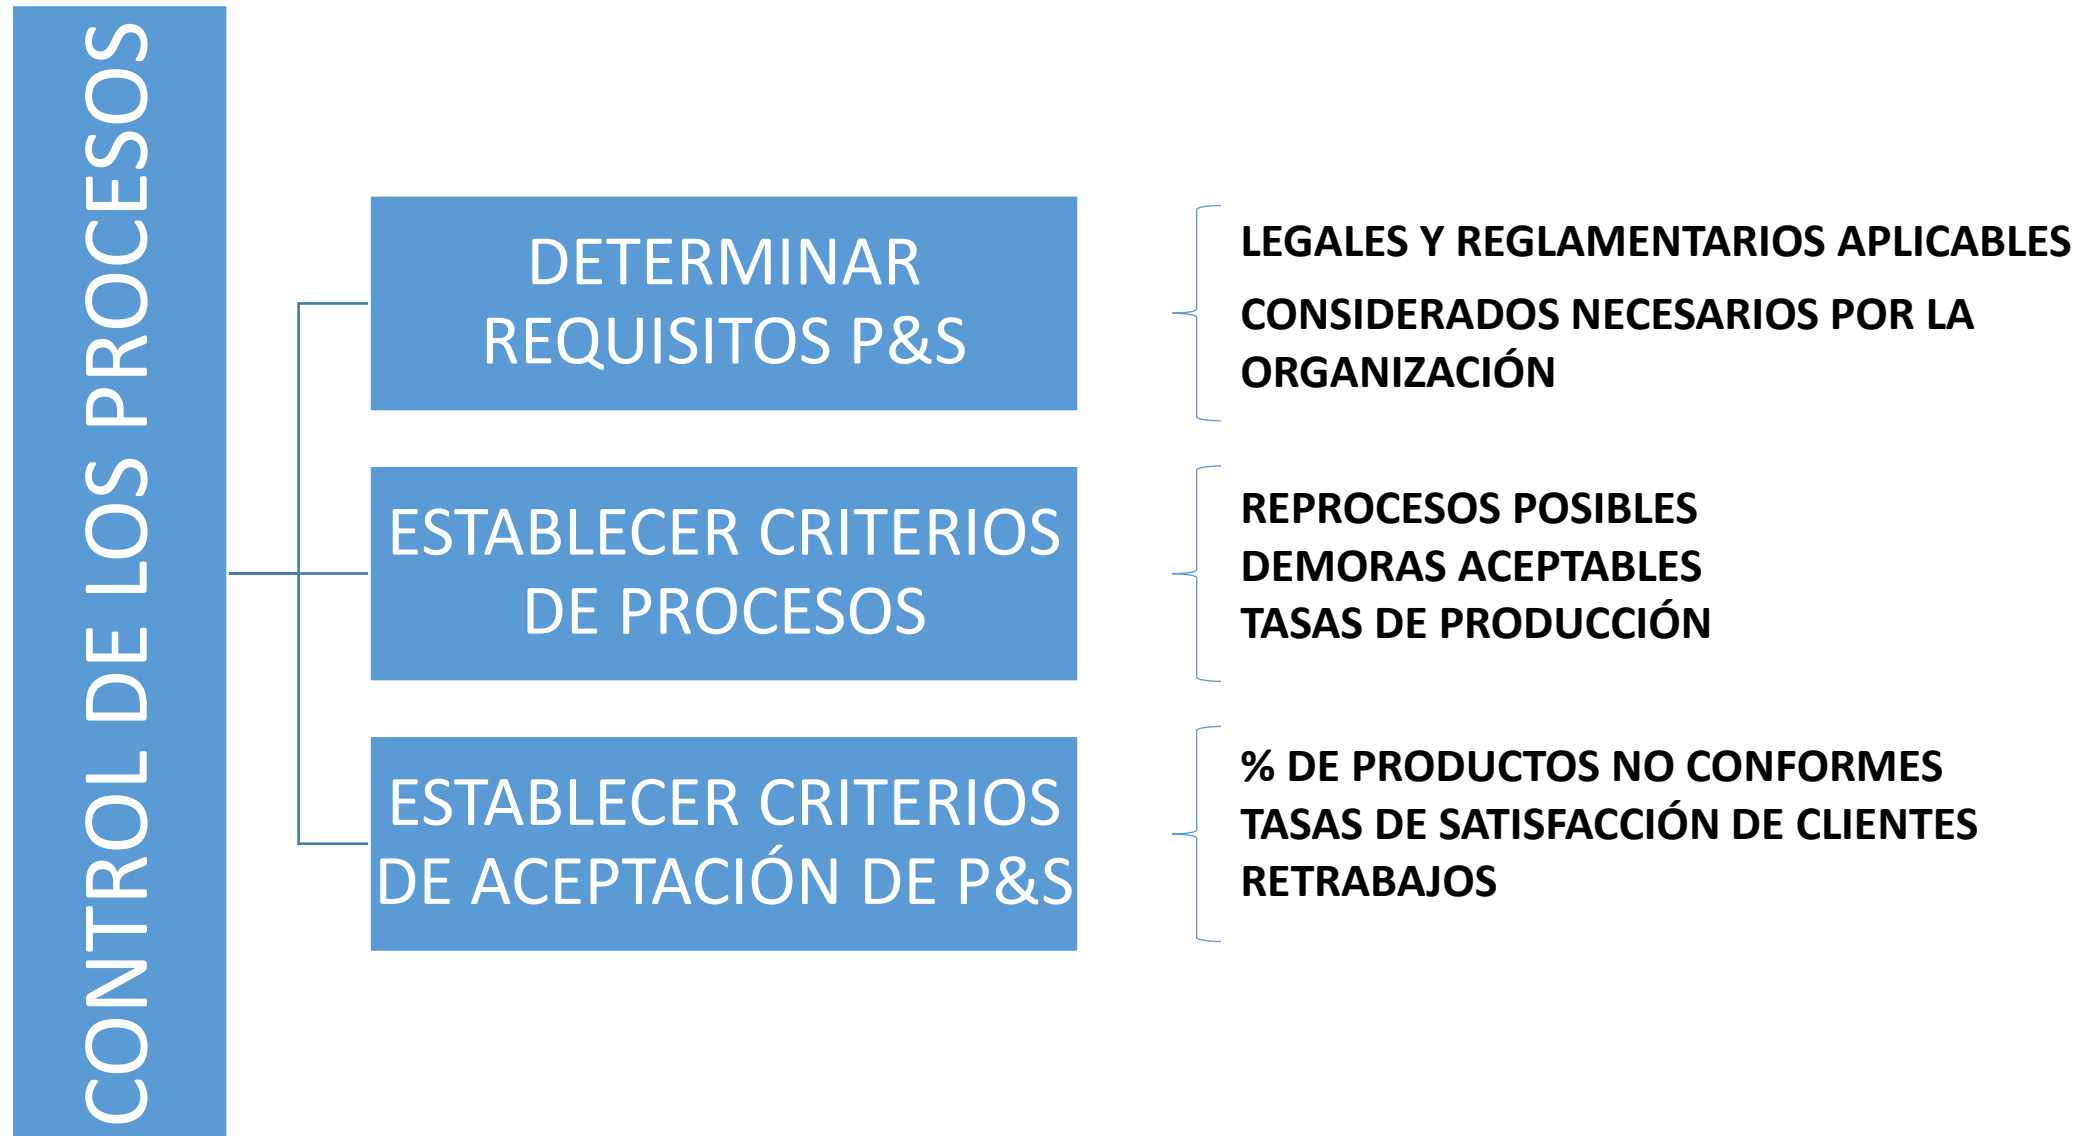 CONTROL DE LOS PROCESOS
DETERMINAR
REQUISITOS P&S
LEGALES Y REGLAMENTARIOS APLICABLES
CONSIDERADOS NECESARIOS POR LA
ORGANIZACIÓN
ESTABLECER CRITERIOS
DE PROCESOS
REPROCESOS POSIBLES
DEMORAS ACEPTABLES
TASAS DE PRODUCCIÓN
ESTABLECER CRITERIOS
DE ACEPTACIÓN DE P&S
% DE PRODUCTOS NO CONFORMES
TASAS DE SATISFACCIÓN DE CLIENTES
RETRABAJOS